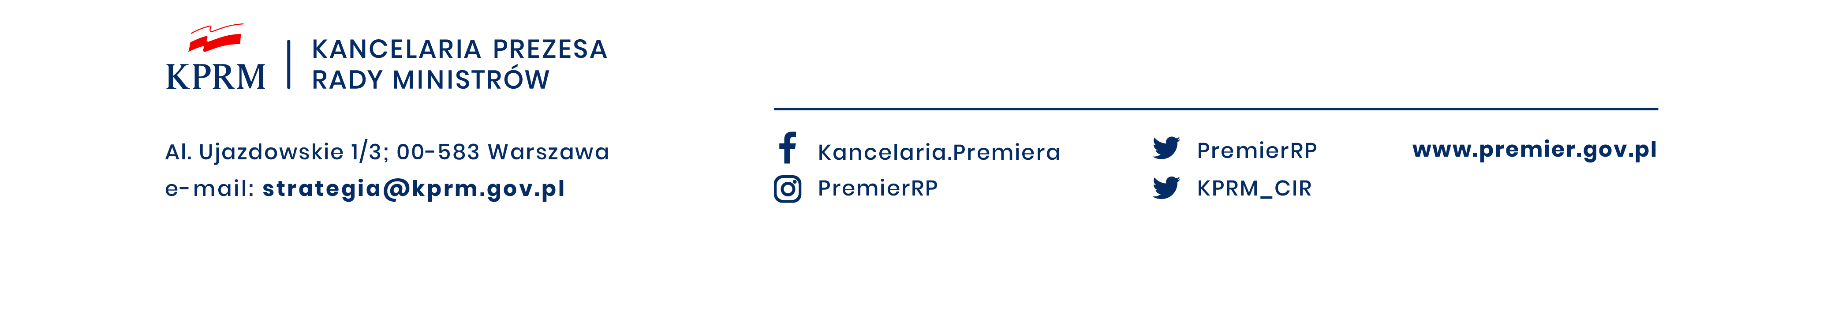 KPRM
KANCELARIA PREZESA
RADY MINISTRÓW
Al. Ujazdowskie 1/3; 00-583 Warszawa
e-mail: strategia@kprm.gov.pl
Kancelaria.Premiera
PremierRP
PremierRP
KPRM_CIR
www.premier.gov.pl